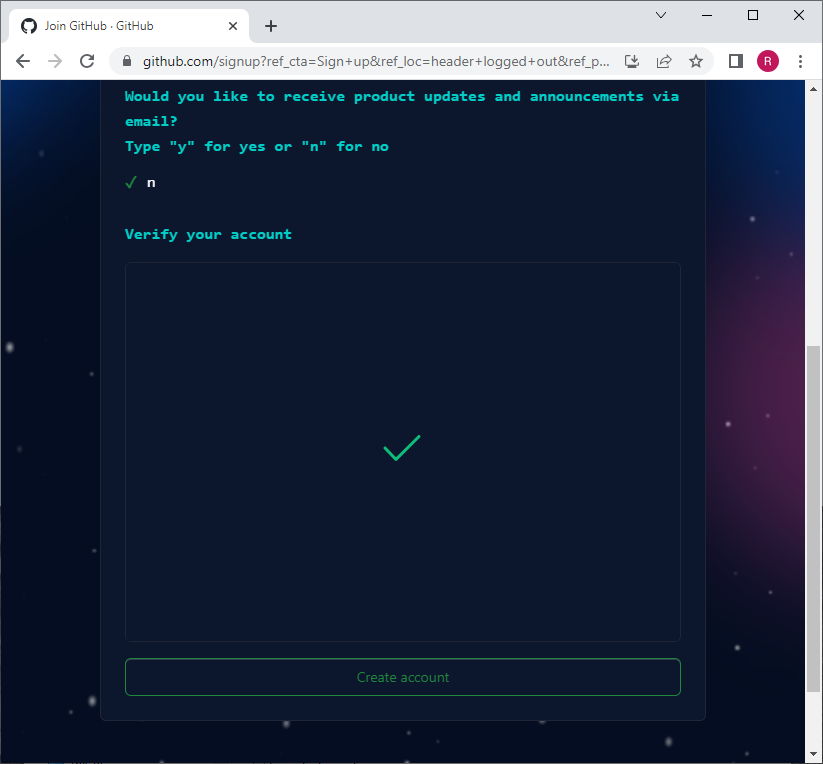 Join GitHub · GitHub
github.com/signup?ref_cta=Sign+up&ref_loc=header+logged+out&ref_p...
R
Would you like to receive product updates and announcements via
email?
Type "y" for yes or "n" for no
✓ n
Verify your account
Create account